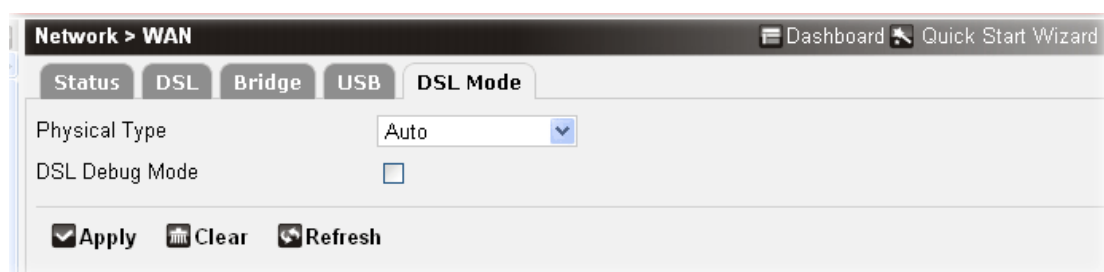 Network > WAN Dashboard Quick Start Wizard
Status DSL Bridge USB DSL Mode
Physical Type Auto
DSL Debug Mode
Apply Clear Refresh